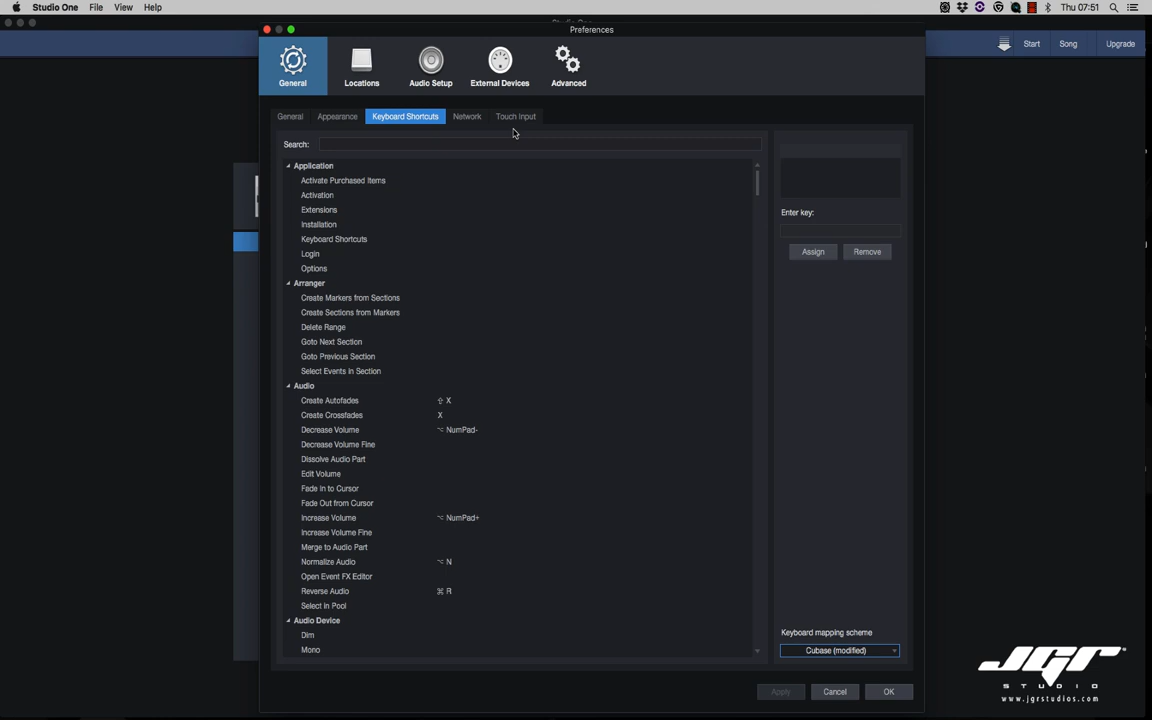 Studio One File View Help Thu 07:51
Preferences
Start Song Upgrade
General Locations Audio Setup External Devices Advanced
General Appearance Keyboard Shortcuts Network Touch Input
Search:
Application
Activate Purchased Items
Activation
Extensions
Installation
Keyboard Shortcuts
Login
Options
Arranger
Create Markers from Sections
Create Sections from Markers
Delete Range
Goto Next Section
Goto Previous Section
Select Events in Section
Audio
Create Autofades ⇧ X
Create Crossfades X
Decrease Volume ⌥ NumPad-
Decrease Volume Fine
Dissolve Audio Part
Edit Volume
Fade In to Cursor
Fade Out from Cursor
Increase Volume ⌥ NumPad+
Increase Volume Fine
Merge to Audio Part
Normalize Audio ⌥ N
Open Event FX Editor
Reverse Audio ⌘ R
Select in Pool
Audio Device
Dim
Mono
Enter key:
Assign Remove
Keyboard mapping scheme
Cubase (modified)
Apply Cancel OK
JGR
STUDIO
www.jgrstudios.com